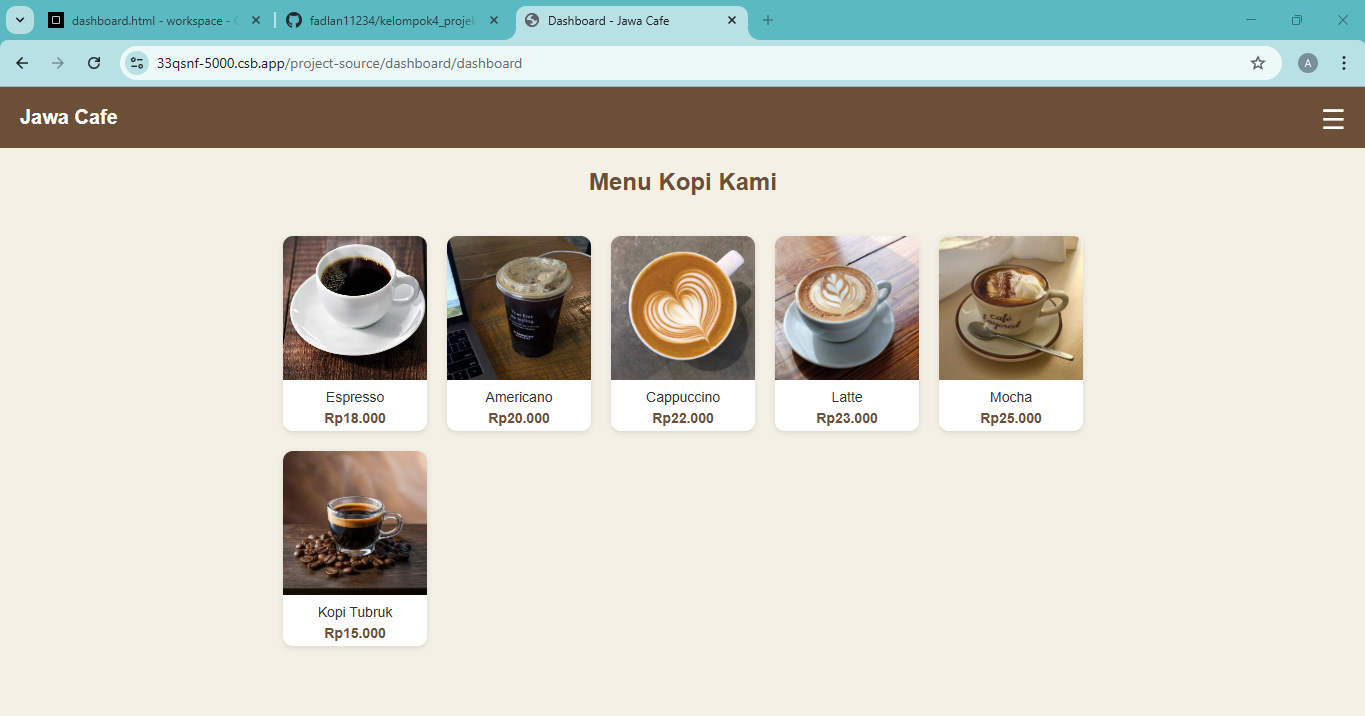 dashboard.html - workspace - C
fadlan11234/kelompok4_projek
Dashboard - Jawa Cafe
33qsnf-5000.csb.app/project-source/dashboard/dashboard
A
Jawa Cafe
Menu Kopi Kami
Espresso
Rp18.000
Americano
Rp20.000
Cappuccino
Rp22.000
Latte
Rp23.000
café
Mocha
Rp25.000
Kopi Tubruk
Rp15.000